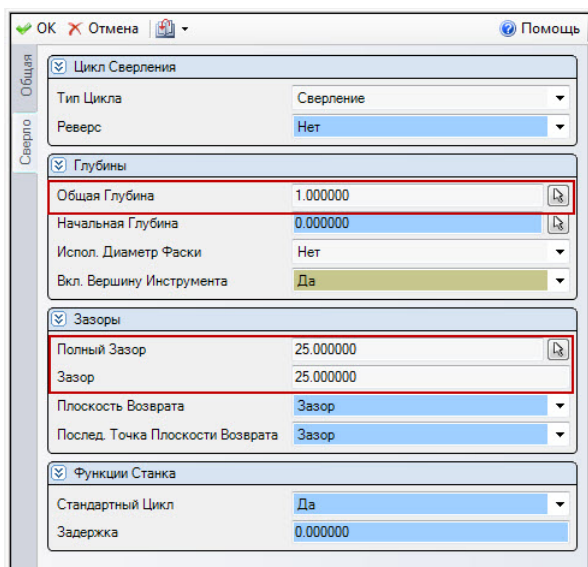 OK Отмена Помощь
Общая
Сверло
Цикл Сверления
Тип Цикла Сверление
Реверс Нет
Глубины
Общая Глубина 1.000000
Начальная Глубина 0.000000
Испол. Диаметр Фаски Нет
Вкл. Вершину Инструмента Да
Зазоры
Полный Зазор 25.000000
Зазор 25.000000
Плоскость Возврата Зазор
Послед. Точка Плоскости Возврата Зазор
Функции Станка
Стандартный Цикл Да
Задержка 0.000000